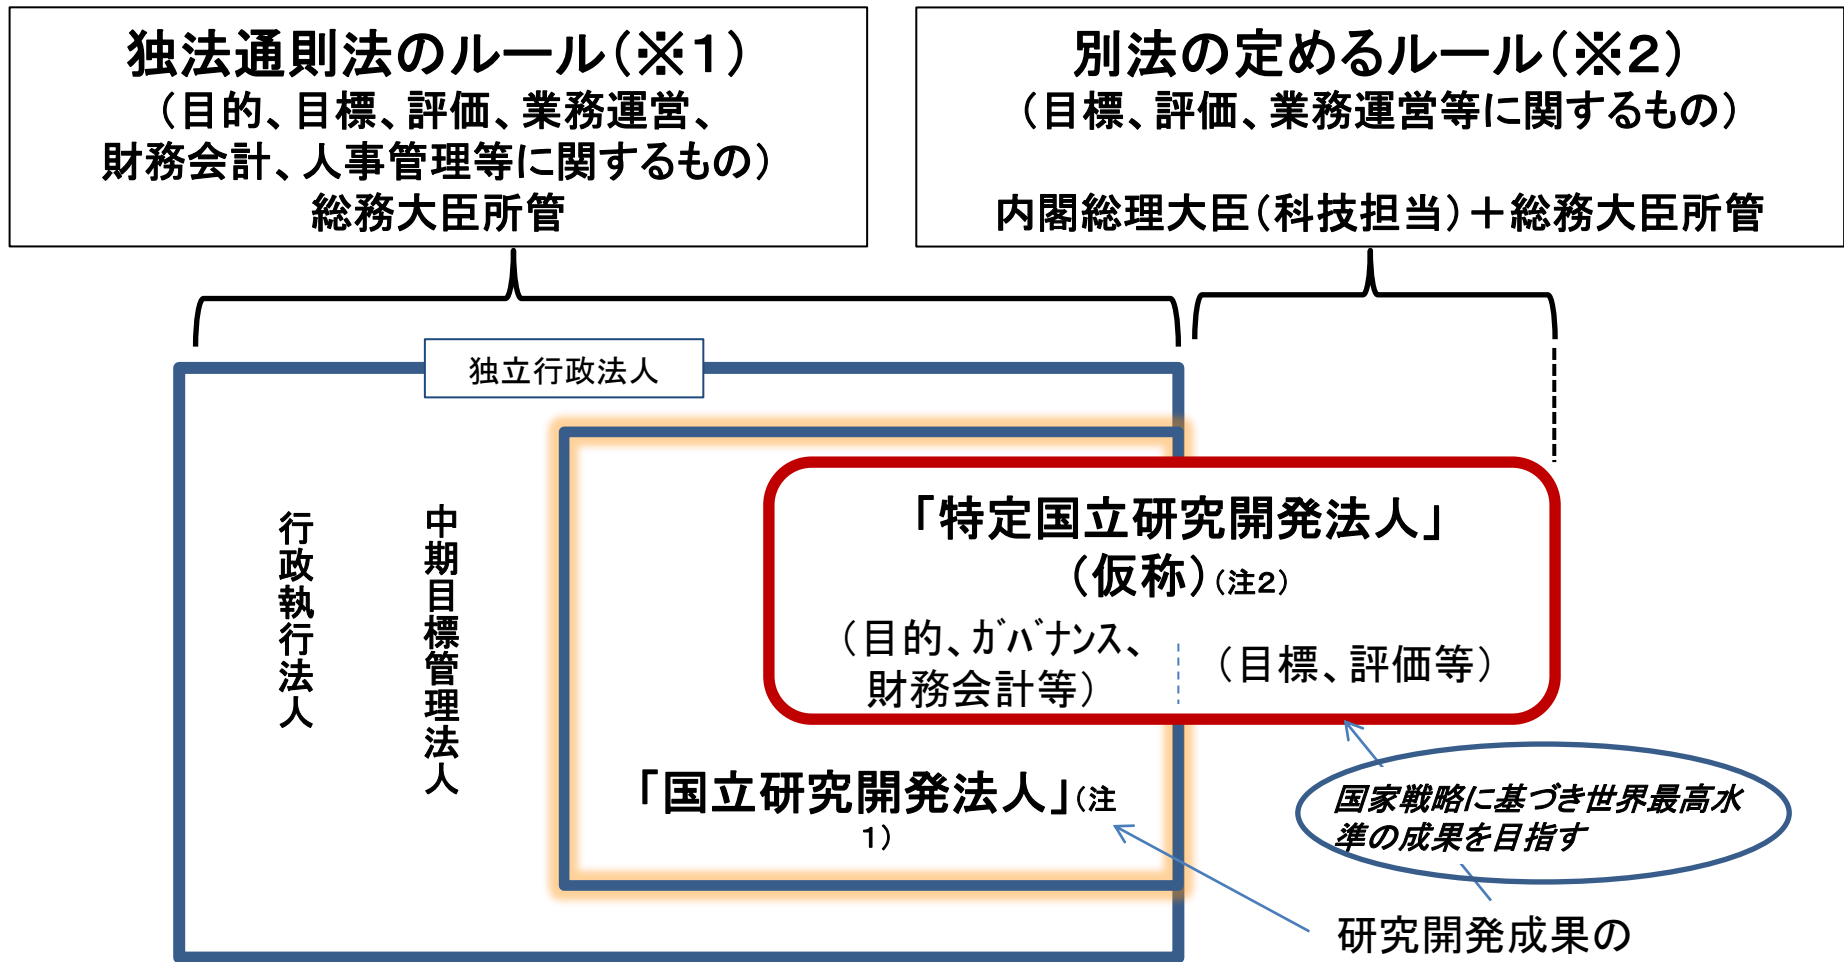 独法通則法のルール(※1)
(目的、目標、評価、業務運営、
財務会計、人事管理等に関するもの)
総務大臣所管
別法の定めるルール(※2)
(目標、評価、業務運営等に関するもの)
内閣総理大臣(科技担当)+総務大臣所管
独立行政法人
行政執行法人
中期目標管理法人
「特定国立研究開発法人」
(仮称)(注2)
(目的、ガバナンス、
財務会計等)
(目標、評価等)
「国立研究開発法人」(注
1)
国家戦略に基づき世界最高水
準の成果を目指す
研究開発成果の